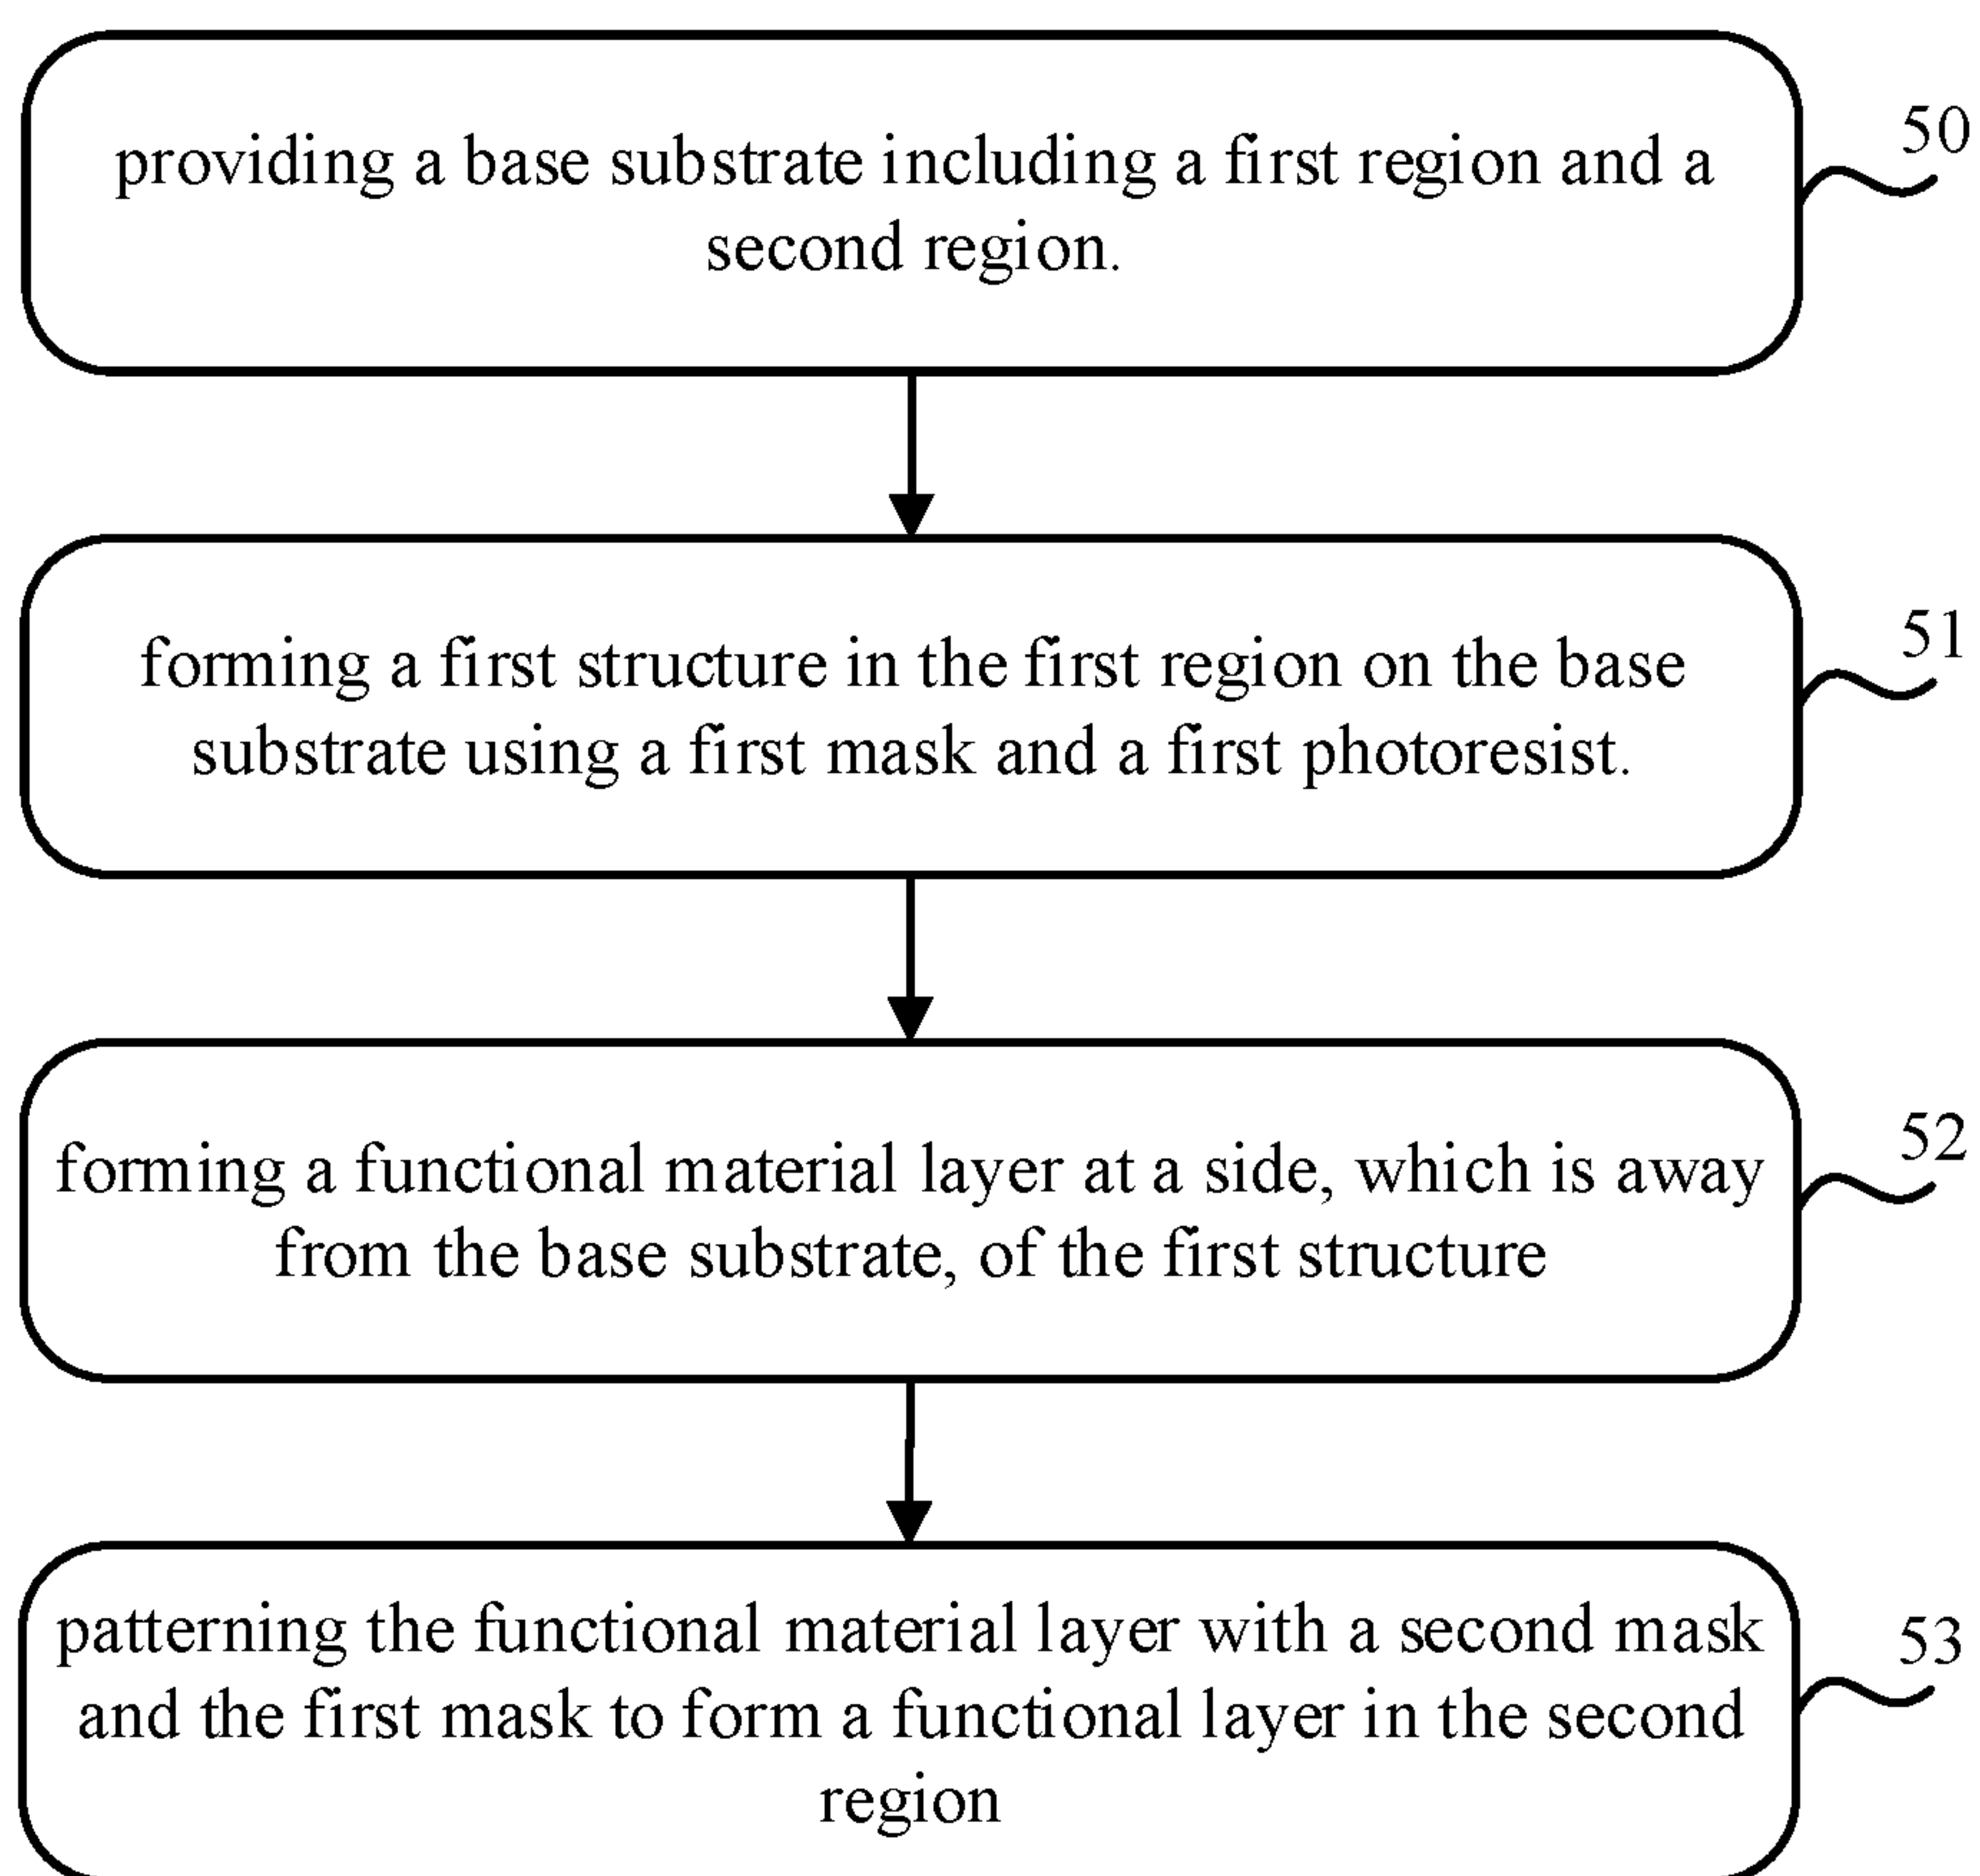 providing a base substrate including a first region and a
second region.
50
forming a first structure in the first region on the base
substrate using a first mask and a first photoresist.
51
forming a functional material layer at a side, which is away
from the base substrate, of the first structure
52
patterning the functional material layer with a second mask
and the first mask to form a functional layer in the second
region
53